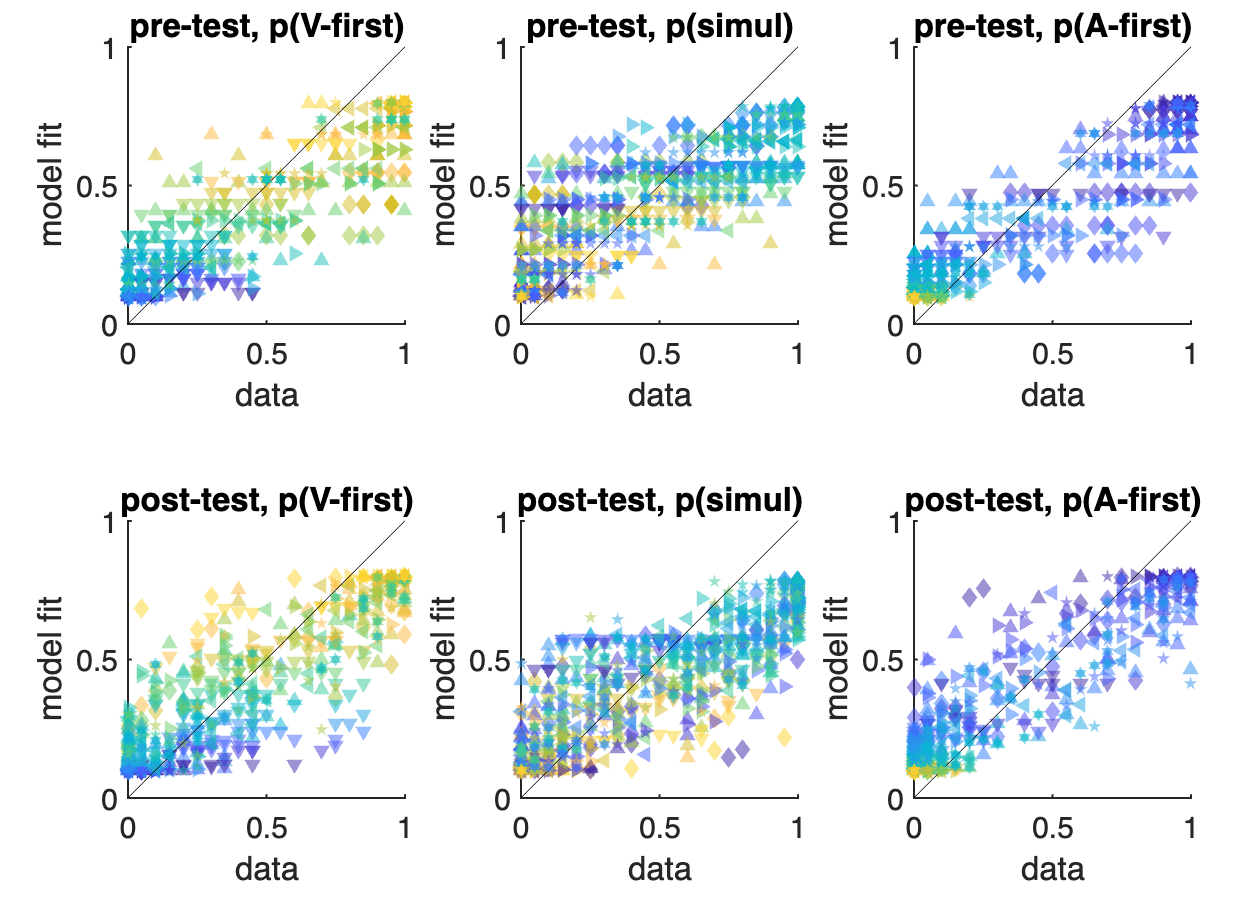 pre-test, p(V-first)
pre-test, p(simul)
pre-test, p(A-first)
1
1
1
model fit
model fit
model fit
0.5
0.5
0.5
0
0
0
0 0.5 1
0 0.5 1
0 0.5 1
data
data
data
post-test, p(V-first)
post-test, p(simul)
post-test, p(A-first)
1
1
1
model fit
model fit
model fit
0.5
0.5
0.5
0
0
0
0 0.5 1
0 0.5 1
0 0.5 1
data
data
data